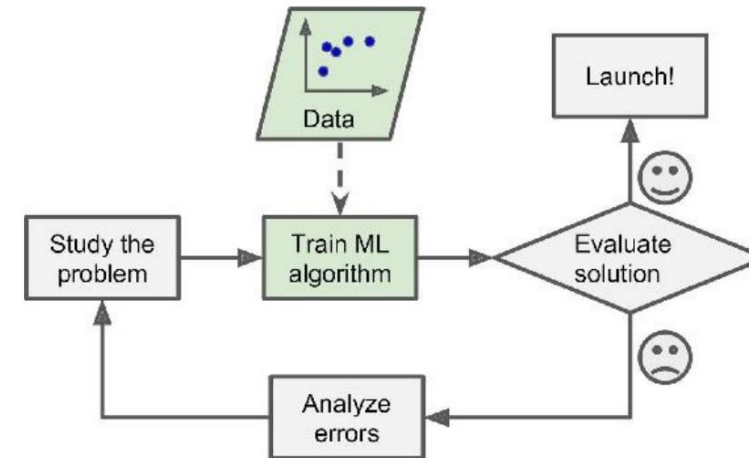 Data
Launch!
Study the
problem
Train ML
algorithm
Evaluate
solution
Analyze
errors